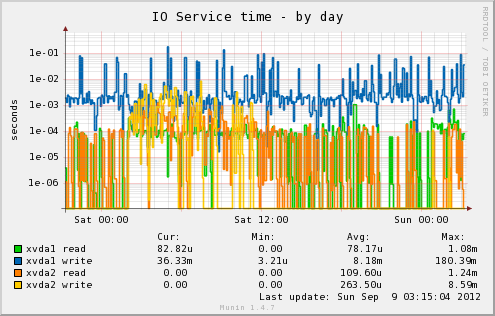 IO Service time - by day
RRDTOOL / TOBI OETIKER
seconds
1e-01
1e-02
1e-03
1e-04
1e-05
1e-06
Sat 00:00 Sat 12:00 Sun 00:00
Cur: Min: Avg: Max:
xvda1 read 82.82u 0.00 78.17u 1.08m
xvda1 write 36.33m 3.21u 8.18m 180.39m
xvda2 read 0.00 0.00 109.60u 1.24m
xvda2 write 0.00 0.00 263.50u 8.59m
Last update: Sun Sep 9 03:15:04 2012
Munin 1.4.7